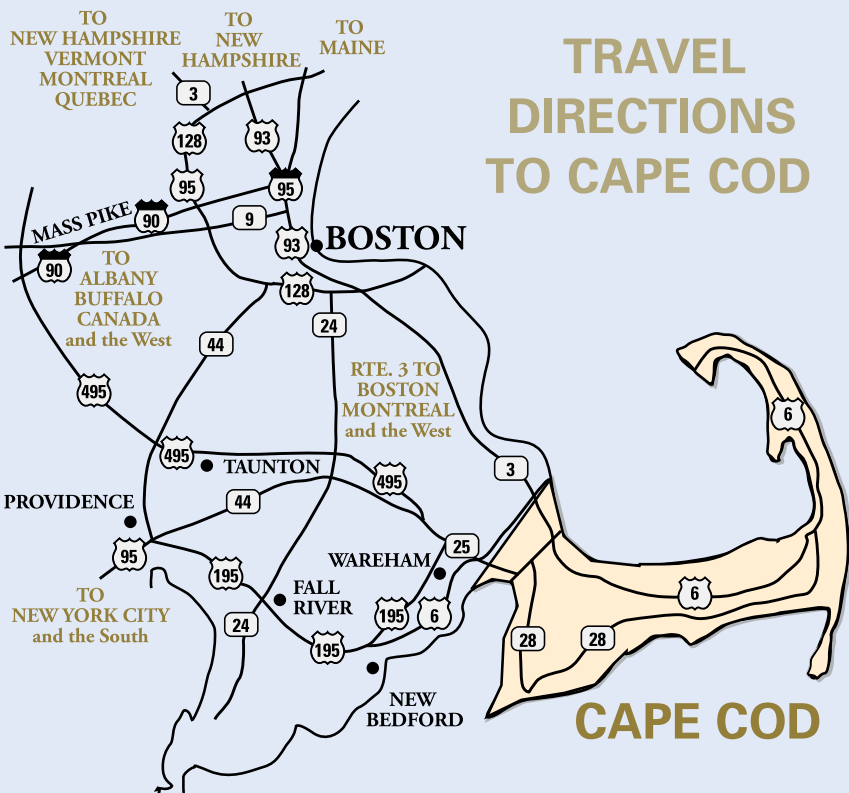 TRAVEL
DIRECTIONS
TO CAPE COD
TO
NEW HAMPSHIRE
VERMONT
MONTREAL
QUEBEC
TO
NEW
HAMPSHIRE
TO
MAINE
3
128
93
95
95
MASS PIKE
90
9
93
BOSTON
90
TO
ALBANY
BUFFALO
CANADA
and the West
128
24
44
RTE. 3 TO
BOSTON
MONTREAL
and the West
495
6
495
TAUNTON
495
3
PROVIDENCE
44
95
25
WAREHAM
195
FALL
RIVER
TO
NEW YORK CITY
and the South
24
195
6
6
195
28
28
NEW
BEDFORD
CAPE COD